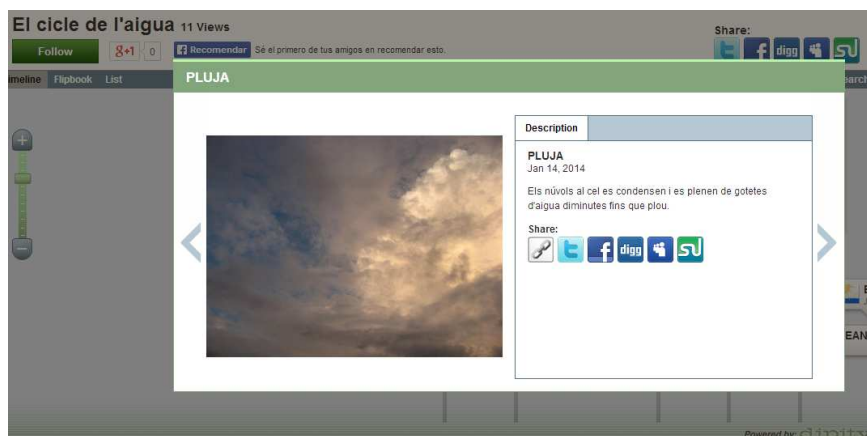 El cicle de l'aigua 11 Views
Share:
Follow
g+1 0
Recomendar Sé el primero de tus amigos en recomendar esto.
digg
Flipbook List
PLUJA
Description
PLUJA
Jan 14, 2014
Els núvols al cel es condensen i es plenen de gotetes
d'aigua diminutes fins que plou.
Share:
digg
Powered by: